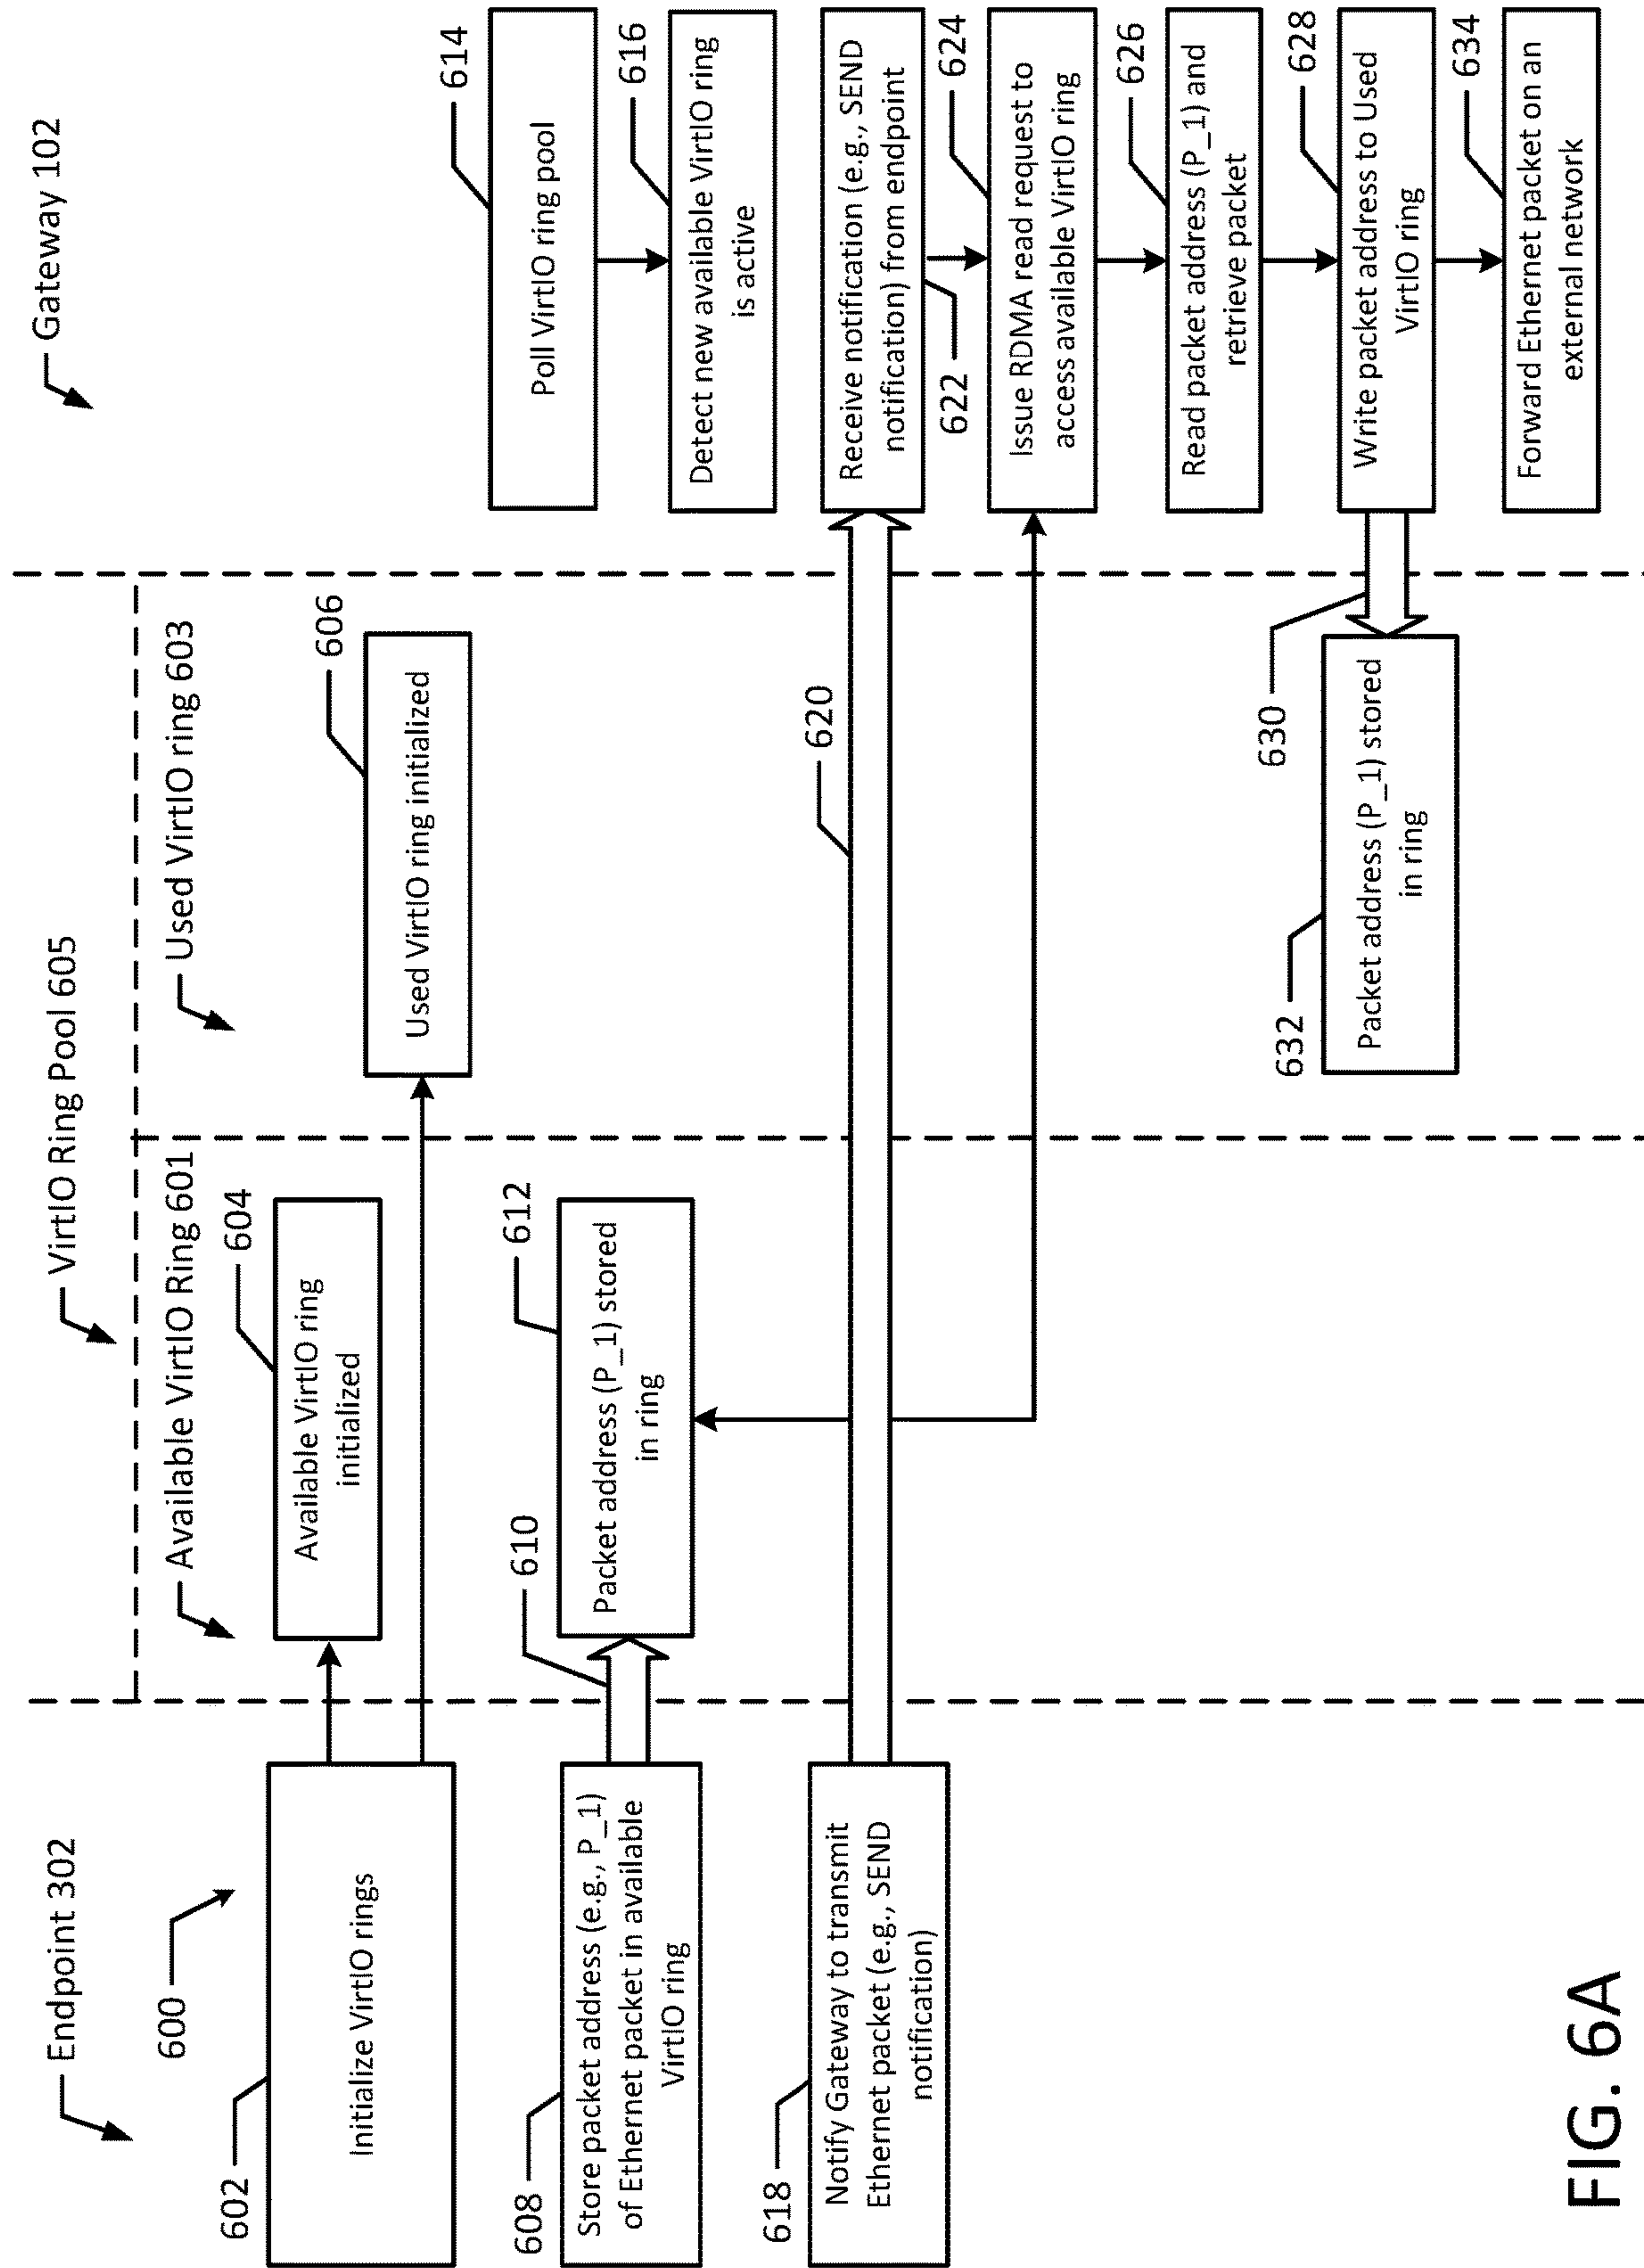 Endpoint 302
VirtIO Ring Pool 605
Gateway 102
600
Available VirtIO Ring 601
Used VirtIO ring 603
602
Initialize VirtIO rings
604
Available VirtIO ring
initialized
606
Used VirtIO ring initialized
608
Store packet address (e.g., P_1)
of Ethernet packet in available
VirtIO ring
610
612
Packet address (P_1) stored
in ring
614
Poll VirtIO ring pool
616
Detect new available VirtIO ring
is active
618
Notify Gateway to transmit
Ethernet packet (e.g., SEND
notification)
620
Receive notification (e.g., SEND
notification) from endpoint
622
624
Issue RDMA read request to
access available VirtIO ring
626
Read packet address (P_1) and
retrieve packet
628
Write packet address to Used
VirtIO ring
630
632
Packet address (P_1) stored
in ring
634
Forward Ethernet packet on an
external network
FIG. 6A